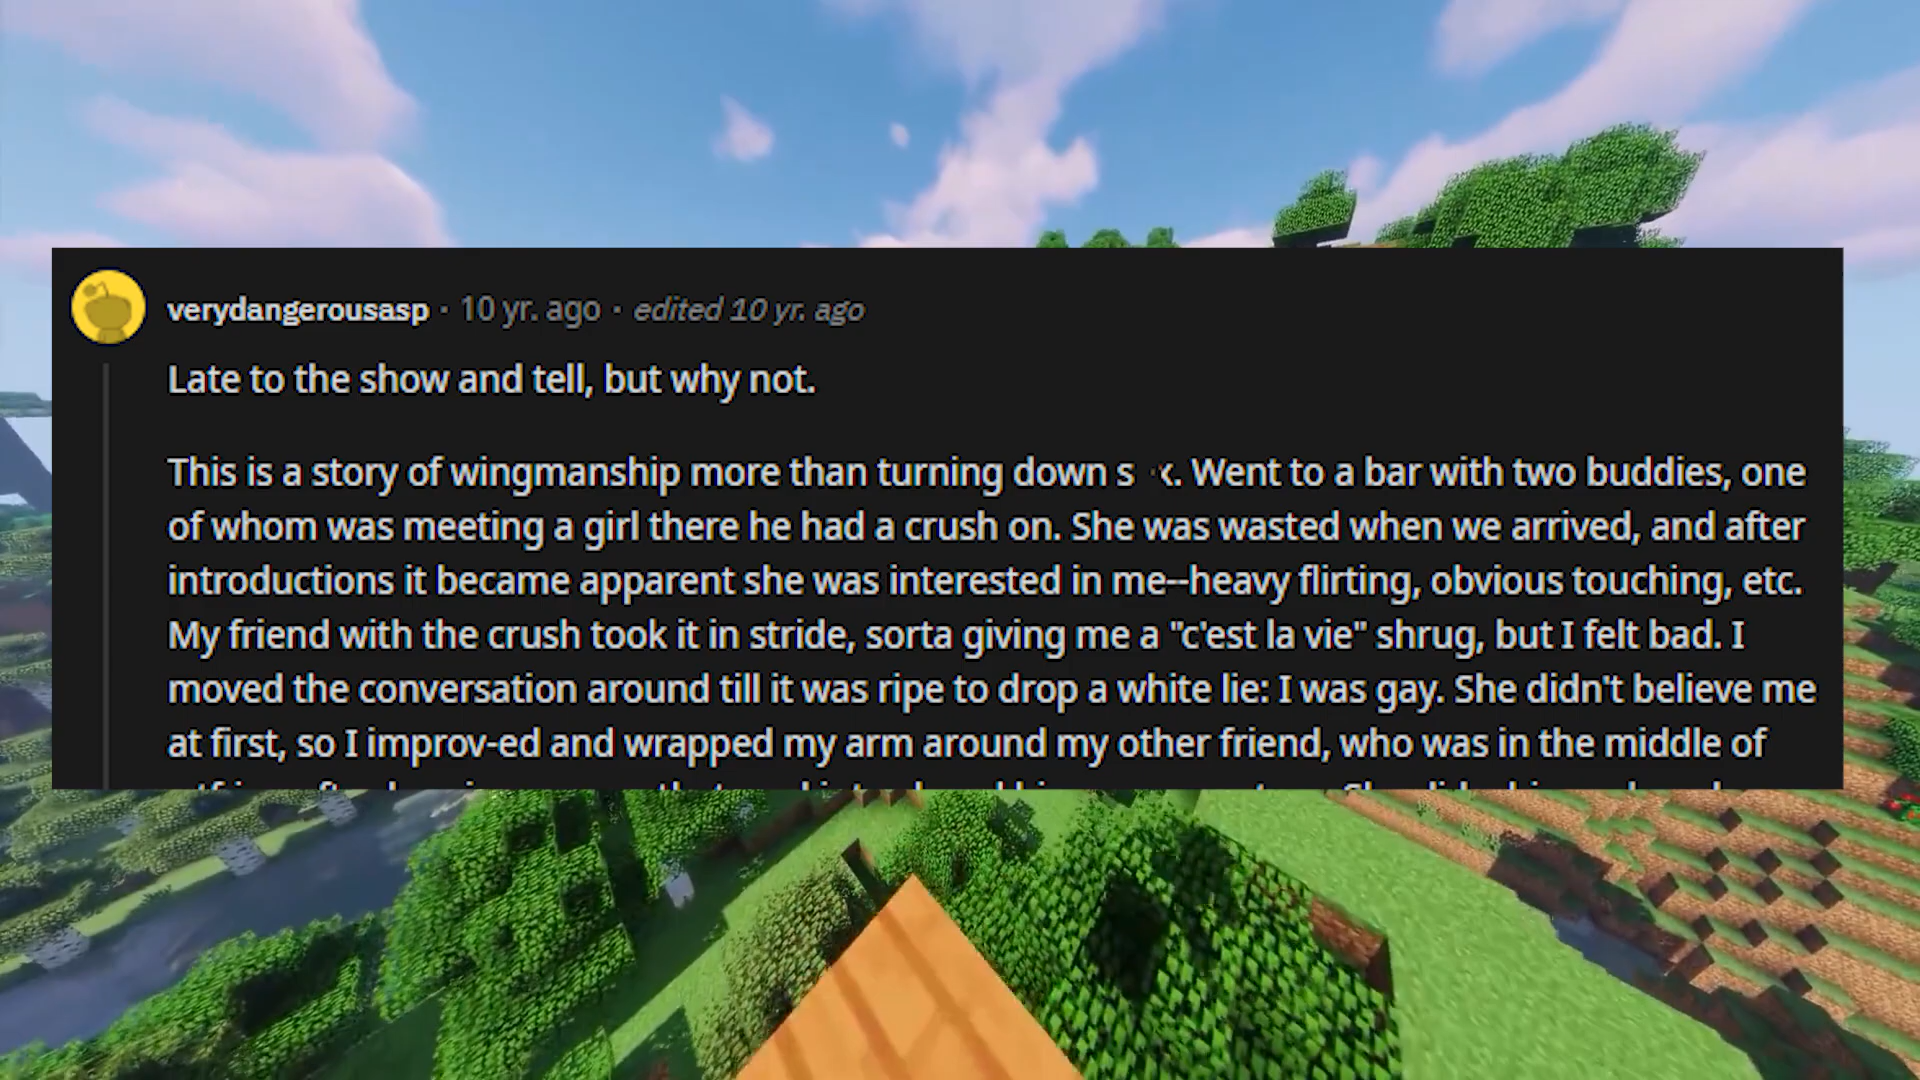 verydangerousasp · 10 yr. ago · edited 10 yr. ago
Late to the show and tell, but why not.
This is a story of wingmanship more than turning down s k. Went to a bar with two buddies, one
of whom was meeting a girl there he had a crush on. She was wasted when we arrived, and after
introductions it became apparent she was interested in me--heavy flirting, obvious touching, etc.
My friend with the crush took it in stride, sorta giving me a "c'est la vie" shrug, but I felt bad. I
moved the conversation around till it was ripe to drop a white lie: I was gay. She didn't believe me
at first, so I improv-ed and wrapped my arm around my other friend, who was in the middle of